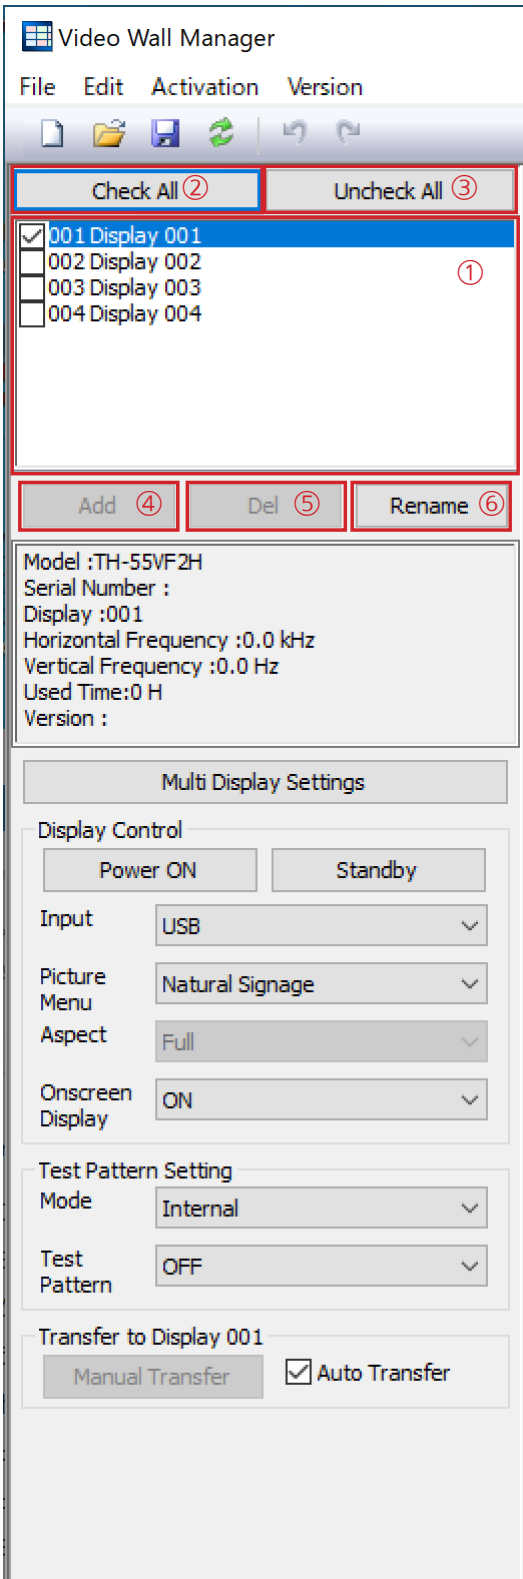 Video Wall Manager
File Edit Activation Version
Check All ② Uncheck All ③
001 Display 001
①
002 Display 002
003 Display 003
004 Display 004
Add ④ Del ⑤ Rename ⑥
Model :TH-55VF2H
Serial Number :
Display :001
Horizontal Frequency :0.0 kHz
Vertical Frequency :0.0 Hz
Used Time:0 H
Version :
Multi Display Settings
Display Control
Power ON Standby
Input USB
Picture Menu Natural Signage
Aspect Full
Onscreen Display ON
Test Pattern Setting
Mode Internal
Test Pattern OFF
Transfer to Display 001
Manual Transfer Auto Transfer